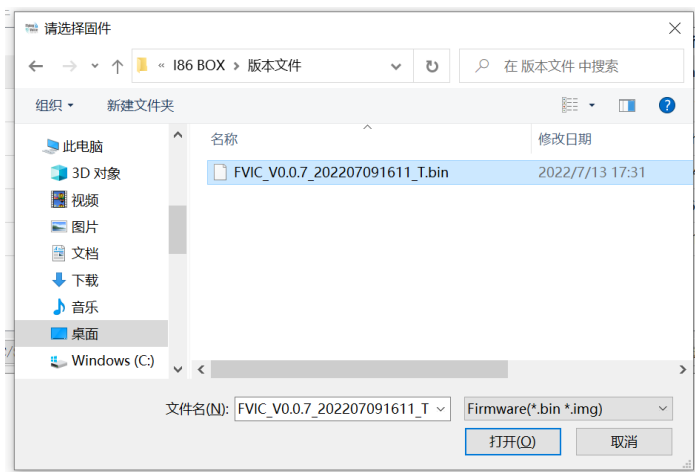 请选择固件
« I86 BOX › 版本文件
在 版本文件 中搜索
组织 新建文件夹
此电脑
3D 对象
视频
图片
文档
下载
音乐
桌面
Windows (C:)
名称 修改日期
FVIC_V0.0.7_202207091611_T.bin 2022/7/13 17:31
文件名(N): FVIC_V0.0.7_202207091611_T Firmware(*.bin *.img)
打开(O) 取消